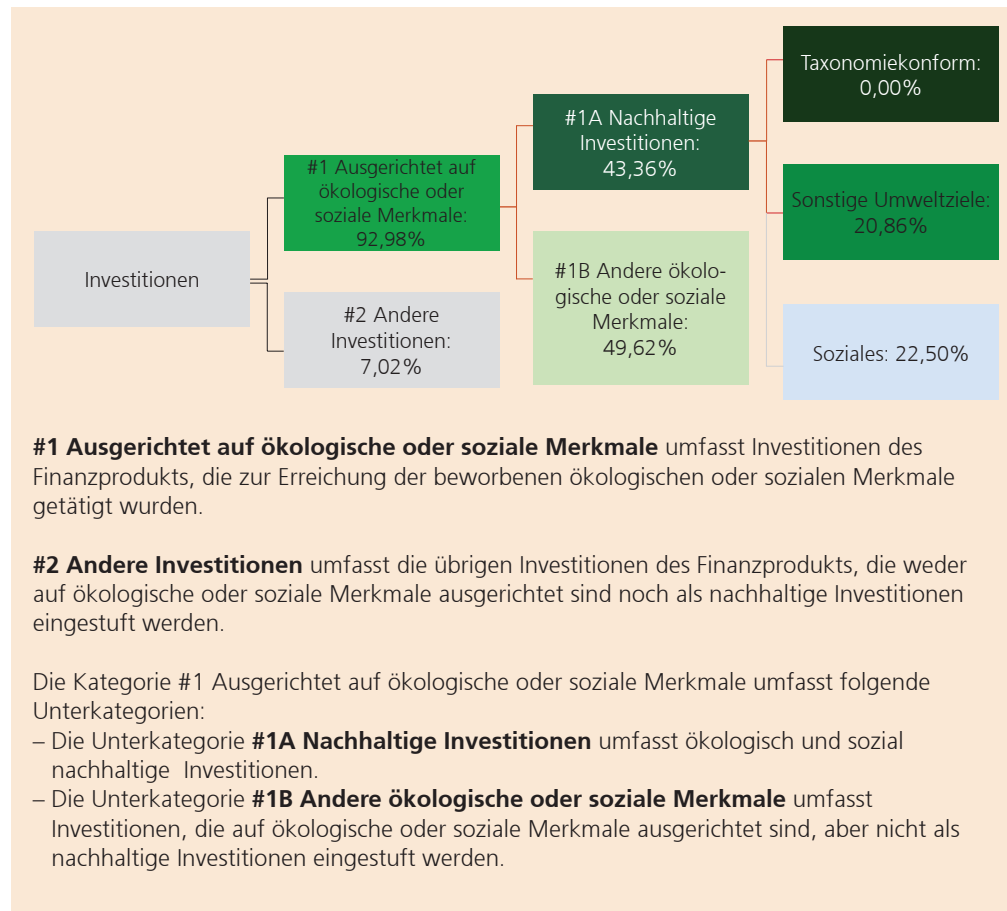 Investitionen
#1 Ausgerichtet auf
ökologische oder
soziale Merkmale:
92,98%
#2 Andere
Investitionen:
7,02%
#1A Nachhaltige
Investitionen:
43,36%
#1B Andere ökolo-
gische oder soziale
Merkmale:
49,62%
Taxonomiekonform:
0,00%
Sonstige Umweltziele:
20,86%
Soziales: 22,50%
#1 Ausgerichtet auf ökologische oder soziale Merkmale umfasst Investitionen des
Finanzprodukts, die zur Erreichung der beworbenen ökologischen oder sozialen Merkmale
getätigt wurden.
#2 Andere Investitionen umfasst die übrigen Investitionen des Finanzprodukts, die weder
auf ökologische oder soziale Merkmale ausgerichtet sind noch als nachhaltige Investitionen
eingestuft werden.
Die Kategorie #1 Ausgerichtet auf ökologische oder soziale Merkmale umfasst folgende
Unterkategorien:
– Die Unterkategorie #1A Nachhaltige Investitionen umfasst ökologisch und sozial
nachhaltige Investitionen.
– Die Unterkategorie #1B Andere ökologische oder soziale Merkmale umfasst
Investitionen, die auf ökologische oder soziale Merkmale ausgerichtet sind, aber nicht als
nachhaltige Investitionen eingestuft werden.